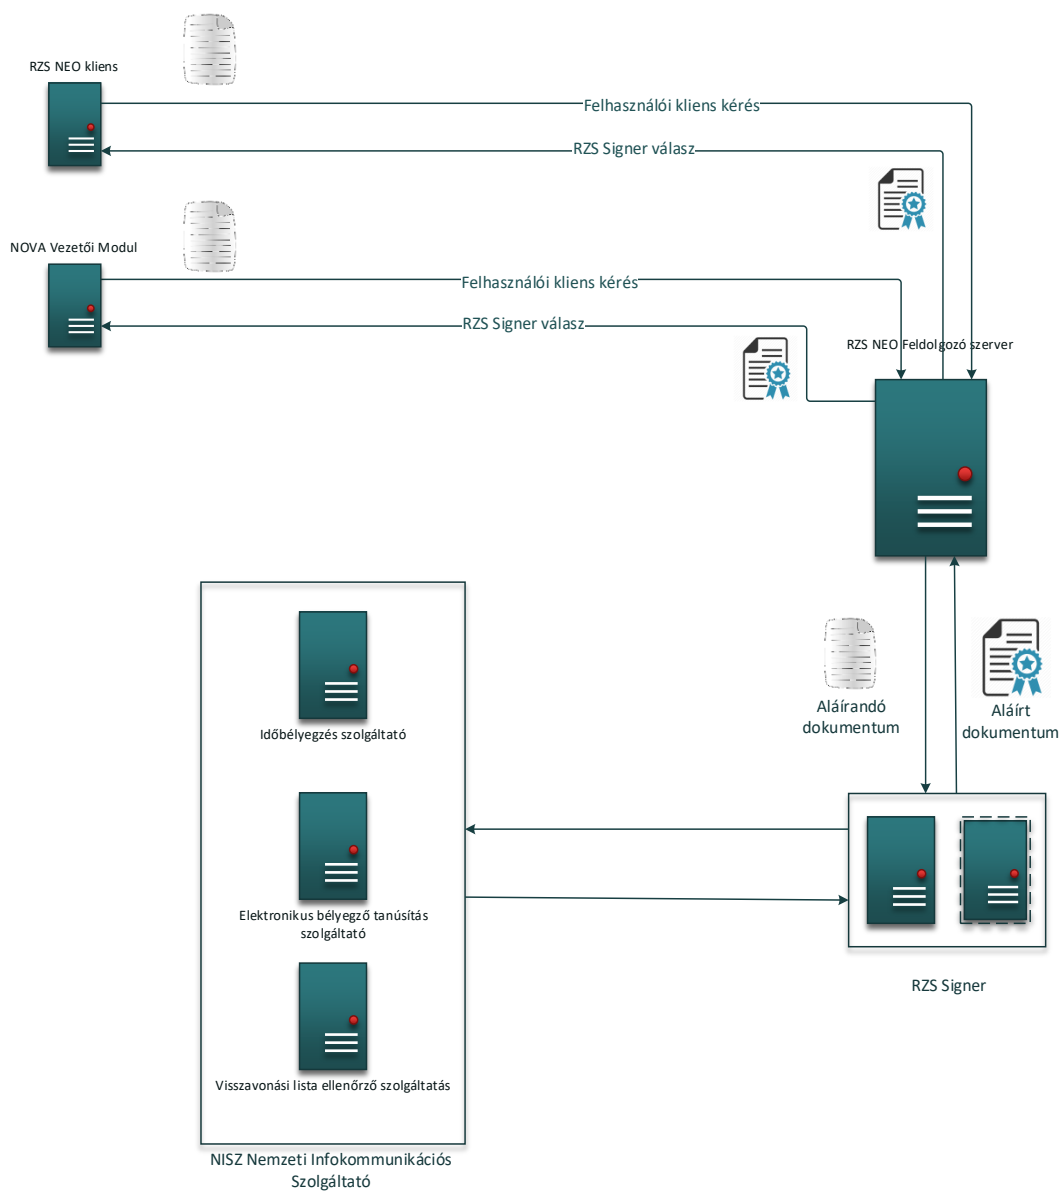 RZS NEO kliens
Felhasználói kliens kérés
RZS Signer válasz
NOVA Vezetői Modul
Felhasználói kliens kérés
RZS Signer válasz
RZS NEO Feldolgozó szerver
Aláírandó
dokumentum
Aláírt
dokumentum
Időbélyegzés szolgáltató
Elektronikus bélyegző tanúsítás
szolgáltató
RZS Signer
Visszavonási lista ellenőrző szolgáltatás
NISZ Nemzeti Infokommunikációs
Szolgáltató